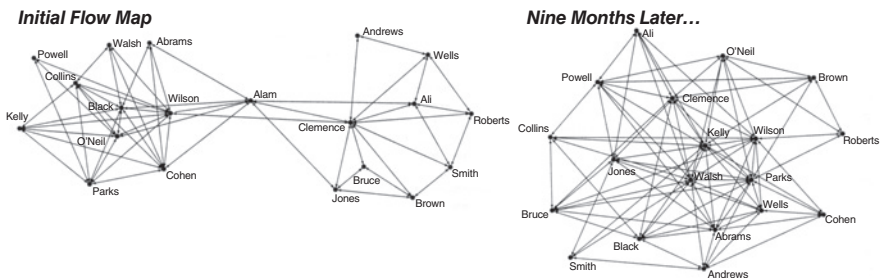 Initial Flow Map
Andrews
Walsh
Abrams
Powell
Wells
Collins
Wilson
Alam
Black
Ali
Kelly
Clemence
Roberts
O'Neil
Cohen
Bruce
Smith
Parks
Jones
Brown
Nine Months Later…
Ali
O'Neil
Powell
Brown
Clemence
Collins
Kelly
Wilson
Roberts
Jones
Walsh
Parks
Wells
Bruce
Cohen
Abrams
Black
Smith
Andrews